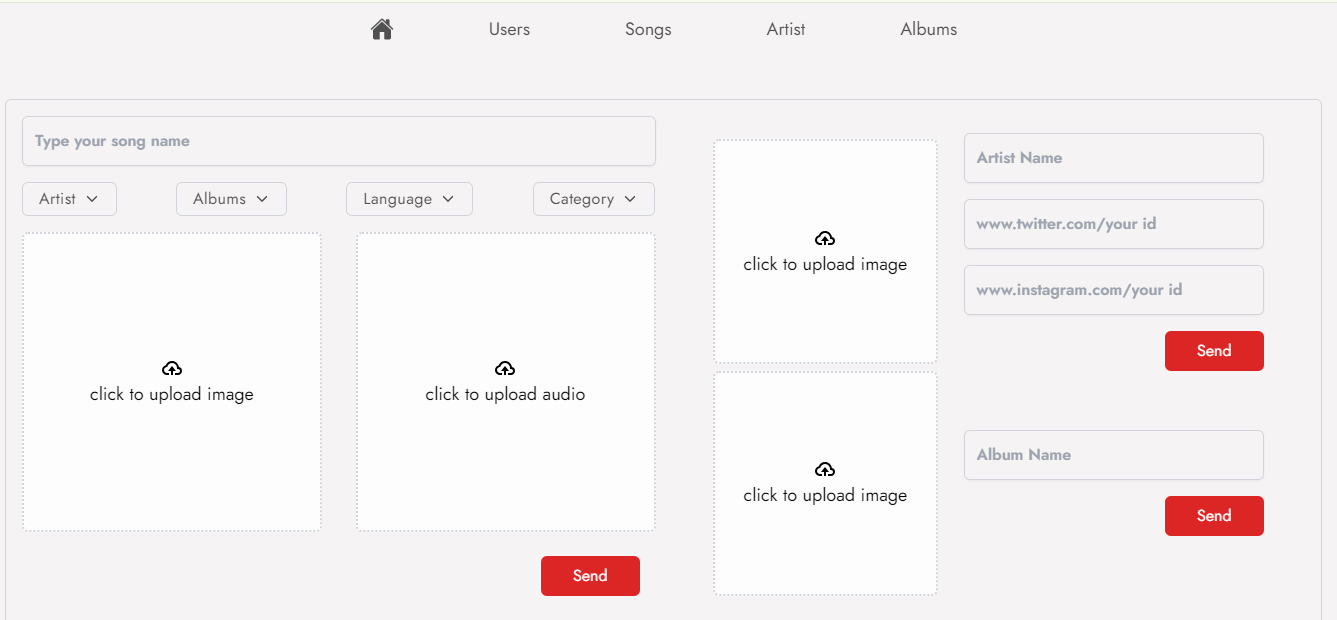 Users
Songs
Artist
Albums
Type your song name
Artist
Albums
Language
Category
click to upload image
click to upload audio
Send
click to upload image
Artist Name
www.twitter.com/your id
www.instagram.com/your id
Send
click to upload image
Album Name
Send